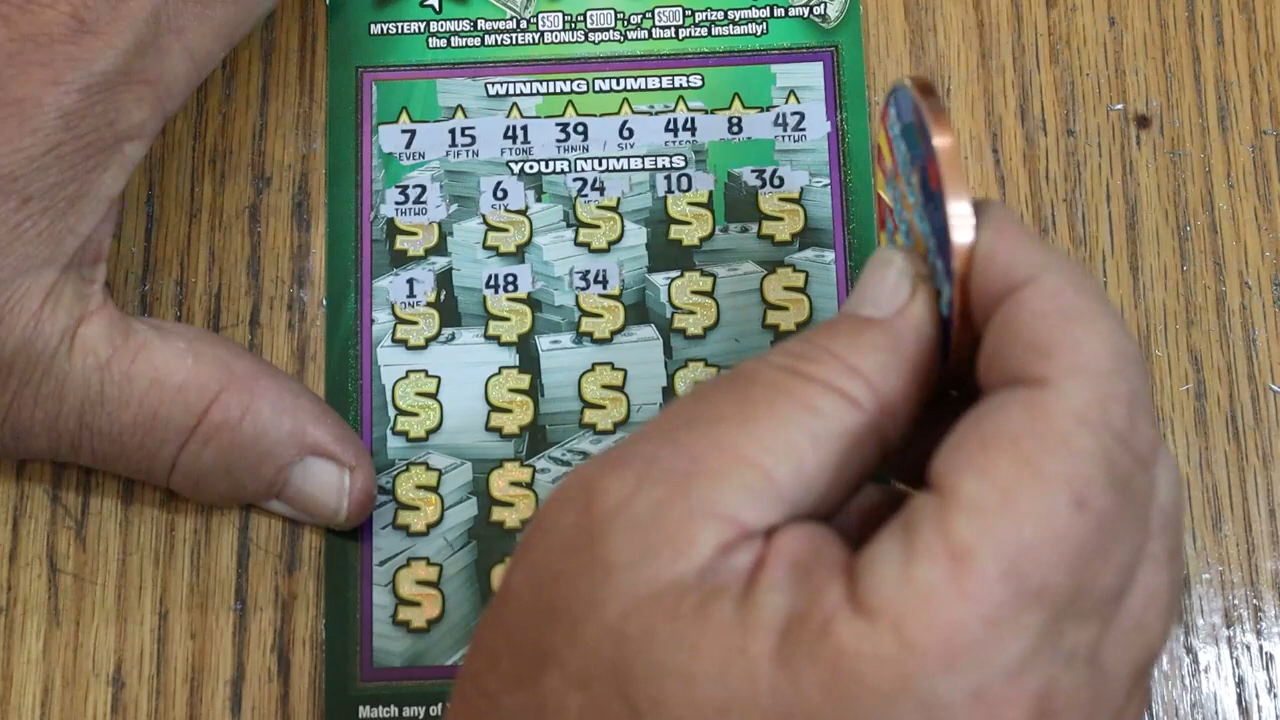 MYSTERY BONUS: Reveal a "$50", "$100", or "$500" prize symbol in any of
the three MYSTERY BONUS spots, win that prize instantly!
WINNING NUMBERS
7 15 41 39 6 44 8 42
EVEN FIFTN FTONE THNIN SIX FTFOR EIGHT FTTWO
YOUR NUMBERS
32 6 24 10 36
THTWO SIX
1 48 34
ONE
Match any of